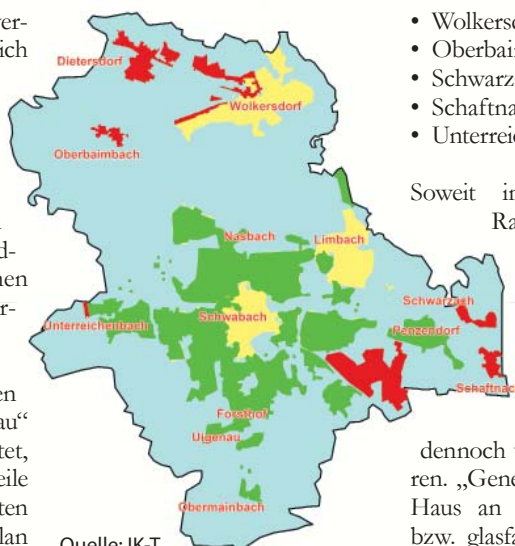 ver-
ich
d-
nen
r-
en
au“
tet,
eile
ten
lan
Dietersdorf
Wolkersdorf
Oberbaimbach
Nasbach
Limbach
Schwarzach
Unterreichenbach
Schwabach
Penzendorf
Schaftnac
Forsthof
Uigenau
Obermainbach
Quelle: IK-T
• Wolkersd
• Oberbai
• Schwarz
• Schaftna
• Unterreic
Soweit in
Ra
dennoch
ren. „Gene
Haus an
bzw. glasfa